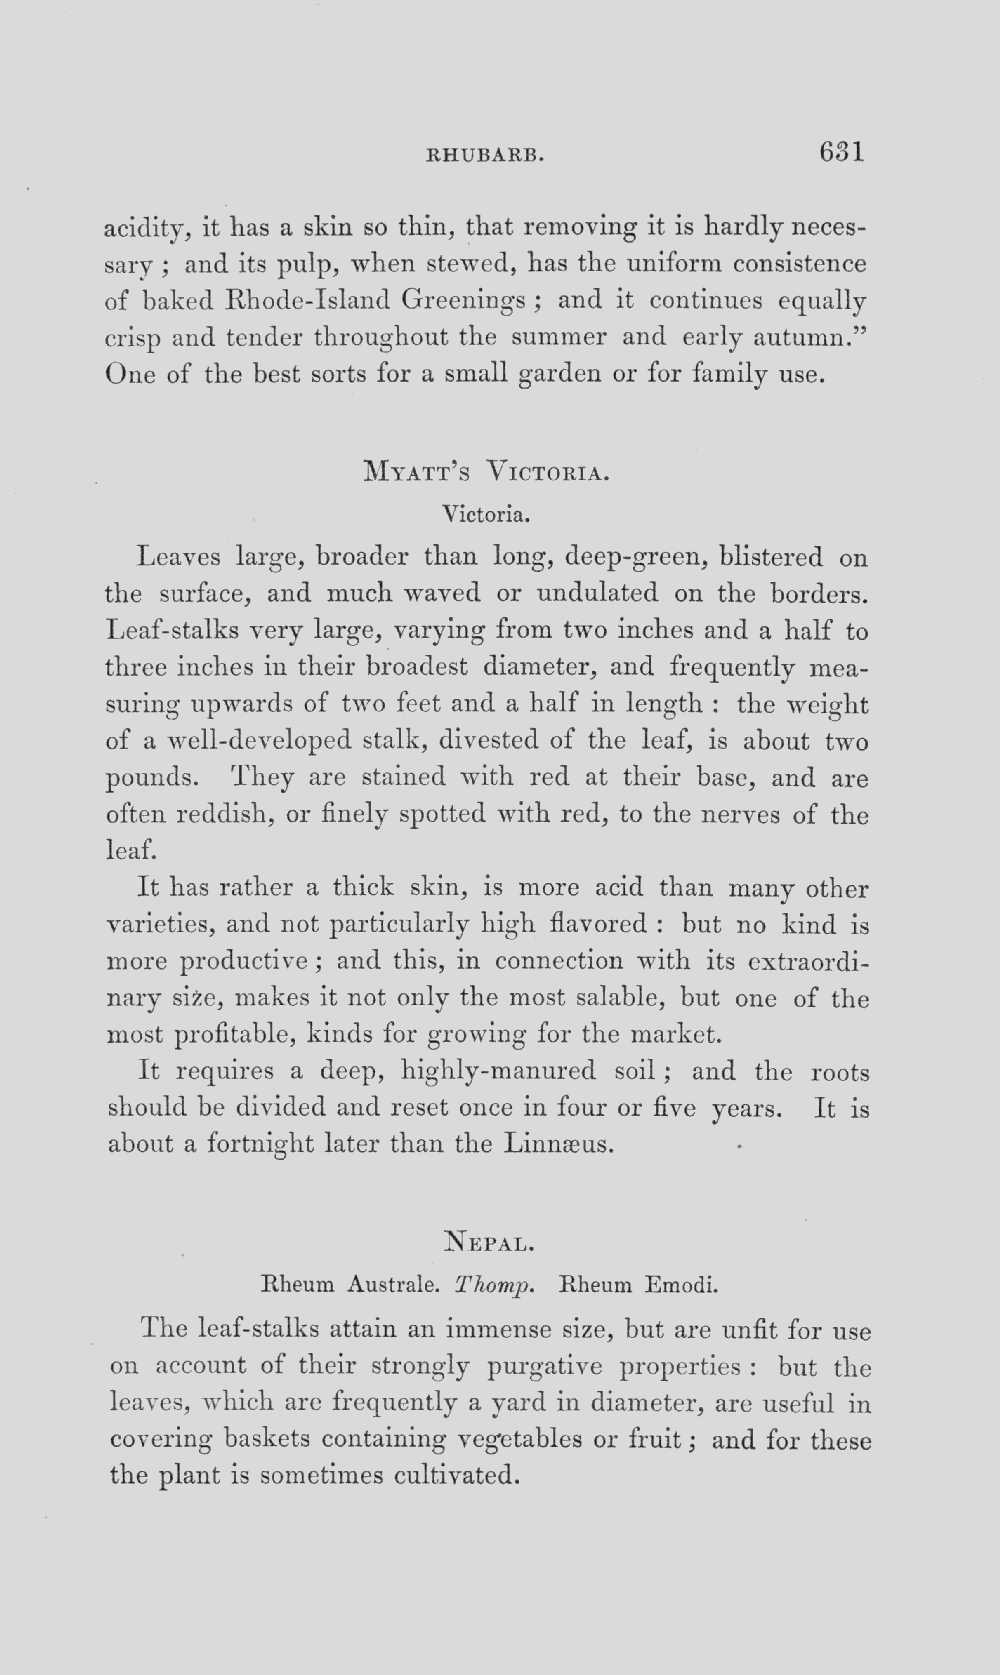 RHUBARB. 631
acidity, it has a skin so thin, that removing it is hardly neces-
sary ; and its pulp, when stewed, has the uniform consistence
of baked Rhode-Island Greenings ; and it continues equally
crisp and tender throughout the summer and early autumn.”
One of the best sorts for a small garden or for family use.
Myatt’s Victoria.
Victoria.
Leaves large, broader than long, deep-green, blistered on
the surface, and much waved or undulated on the borders.
Leaf-stalks very large, varying from two inches and a half to
three inches in their broadest diameter, and frequently mea-
suring upwards of two feet and a half in length : the weight
of a well-developed stalk, divested of the leaf, is about two
pounds. They are stained with red at their base, and are
often reddish, or finely spotted with red, to the nerves of the
leaf.
It has rather a thick skin, is more acid than many other
varieties, and not particularly high flavored : but no kind is
more productive ; and this, in connection with its extraordi-
nary size, makes it not only the most salable, but one of the
most profitable, kinds for growing for the market.
It requires a deep, highly-manured soil ; and the roots
should be divided and reset once in four or five years. It is
about a fortnight later than the Linnæus.
Nepal.
Rheum Australe. Thomp. Rheum Emodi.
The leaf-stalks attain an immense size, but are unfit for use
on account of their strongly purgative properties : but the
leaves, which are frequently a yard in diameter, are useful in
covering baskets containing vegetables or fruit ; and for these
the plant is sometimes cultivated.